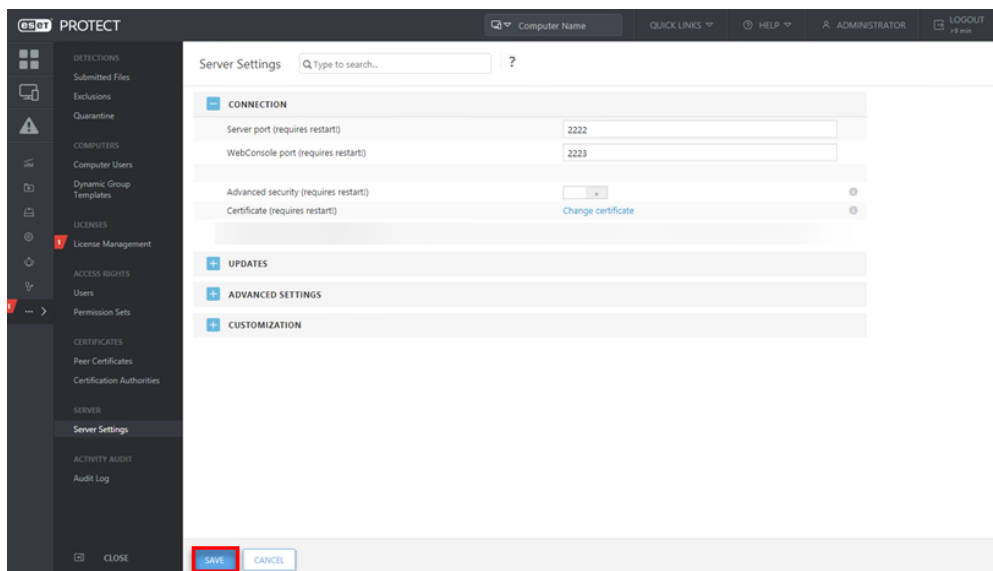 eset PROTECT
Computer Name
QUICK LINKS
HELP
ADMINISTRATOR
LOGOUT
>9 min
DETECTIONS
Submitted Files
Exclusions
Quarantine
COMPUTERS
Computer Users
Dynamic Group
Templates
LICENSES
License Management
ACCESS RIGHTS
Users
Permission Sets
CERTIFICATES
Peer Certificates
Certification Authorities
SERVER
Server Settings
ACTIVITY AUDIT
Audit Log
CLOSE
Server Settings
Type to search...
?
CONNECTION
Server port (requires restart!)
2222
WebConsole port (requires restart!)
2223
Advanced security (requires restart!)
Certificate (requires restart!)
Change certificate
UPDATES
ADVANCED SETTINGS
CUSTOMIZATION
SAVE
CANCEL